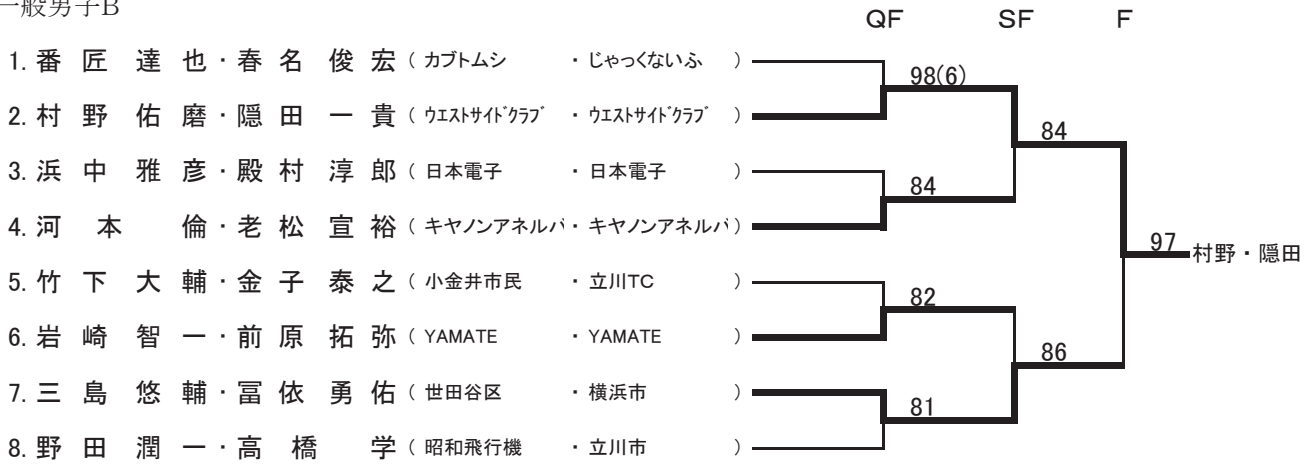 一般男子B
QF SF F
1. 番匠 達也・春名 俊宏 ( カブトムシ ・ じゃっくないふ )
98(6)
2. 村野 佑磨・隠田 一貴 ( ウエストサイドクラブ ・ ウエストサイドクラブ )
84
3. 浜中 雅彦・殿村 淳郎 ( 日本電子 ・ 日本電子 )
84
4. 河本 倫・老松 宣裕 ( キヤノンアネルバ ・ キヤノンアネルバ )
97 村野・隠田
5. 竹下 大輔・金子 泰之 ( 小金井市民 ・ 立川TC )
82
6. 岩崎 智一・前原 拓弥 ( YAMATE ・ YAMATE )
86
7. 三島 悠輔・冨依 勇佑 ( 世田谷区 ・ 横浜市 )
81
8. 野田 潤一・高橋 学 ( 昭和飛行機 ・ 立川市 )